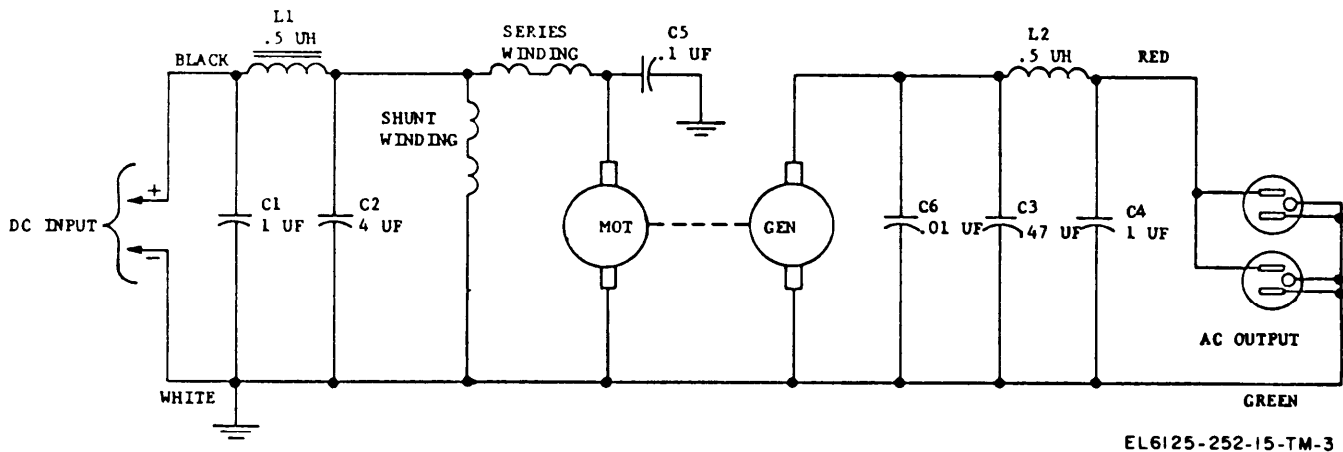 L1
.5 UH
BLACK
SERIES
WINDING
C5
.1 UF
L2
.5 UH
RED
SHUNT
WINDING
DC INPUT
+
−
C1
1 UF
C2
4 UF
MOT
GEN
C6
.01 UF
C3
.47 UF
C4
1 UF
AC OUTPUT
WHITE
GREEN
EL6125-252-15-TM-3